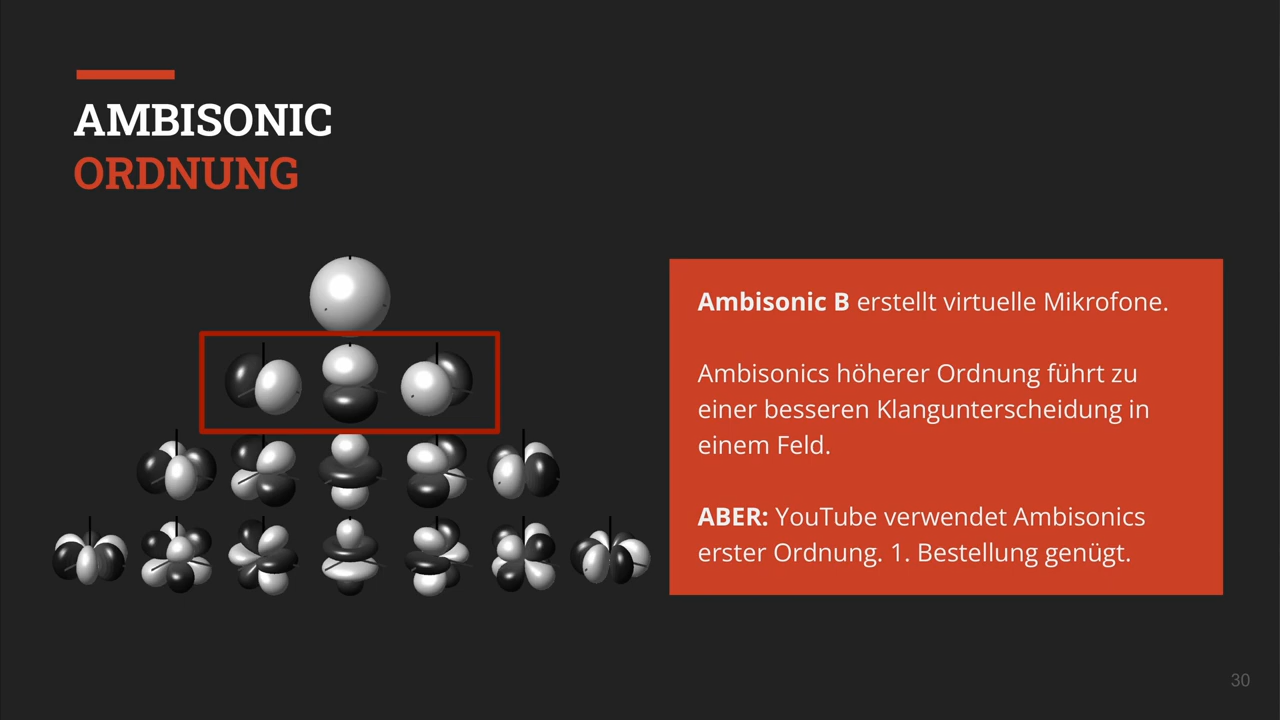 AMBISONIC
ORDNUNG
Ambisonic B erstellt virtuelle Mikrofone.
Ambisonics höherer Ordnung führt zu
einer besseren Klangunterscheidung in
einem Feld.
ABER: YouTube verwendet Ambisonics
erster Ordnung. 1. Bestellung genügt.
30